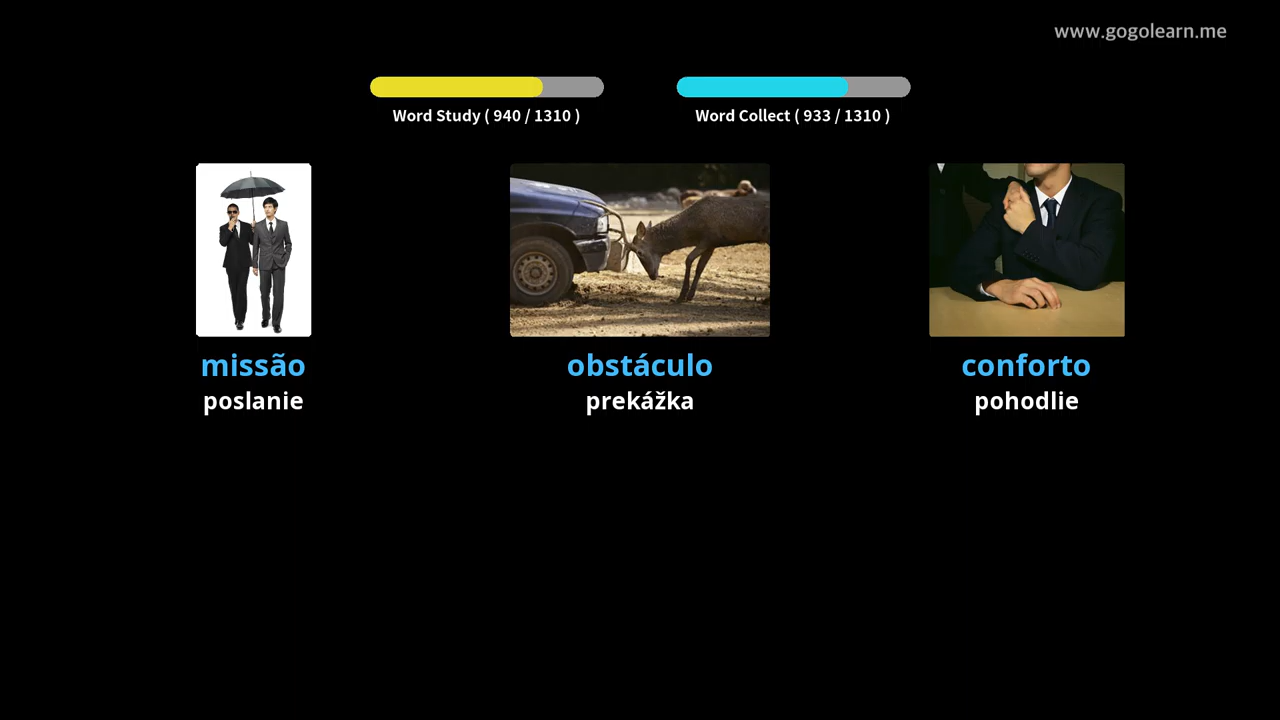 www.gogolearn.me
Word Study ( 940 / 1310 )
Word Collect ( 933 / 1310 )
missão
poslanie
obstáculo
prekážka
conforto
pohodlie